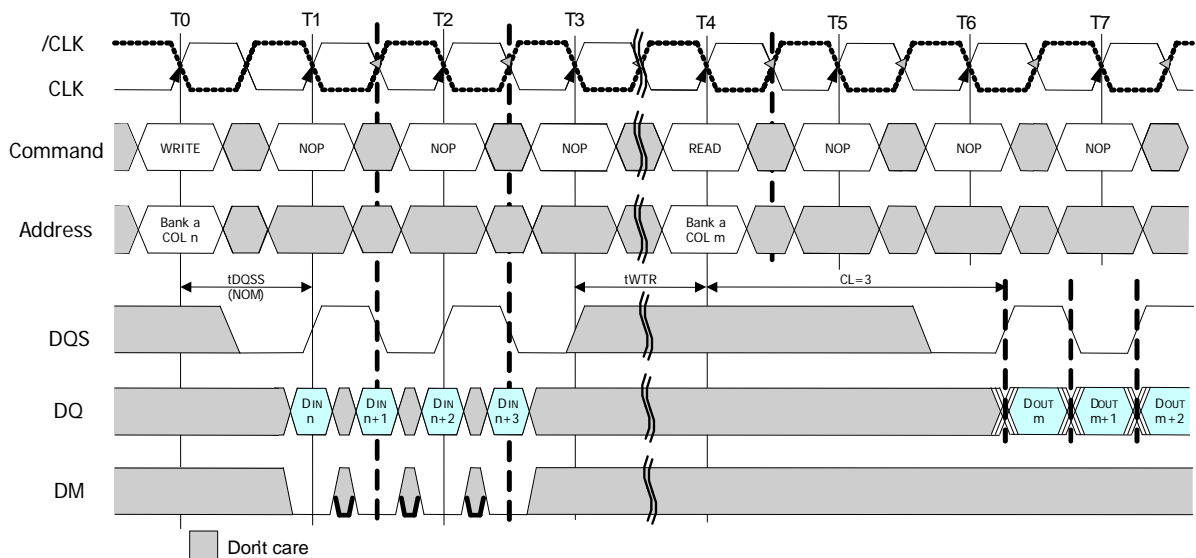 T0 T1 T2 T3 T4 T5 T6 T7
/CLK
CLK
Command WRITE NOP NOP NOP READ NOP NOP NOP
Address Bank a COL n Bank a COL m
tDQSS
(NOM)
tWTR
CL=3
DQS
DQ DIN n DIN n+1 DIN n+2 DIN n+3 DOUT m DOUT m+1 DOUT m+2
DM
Don't care